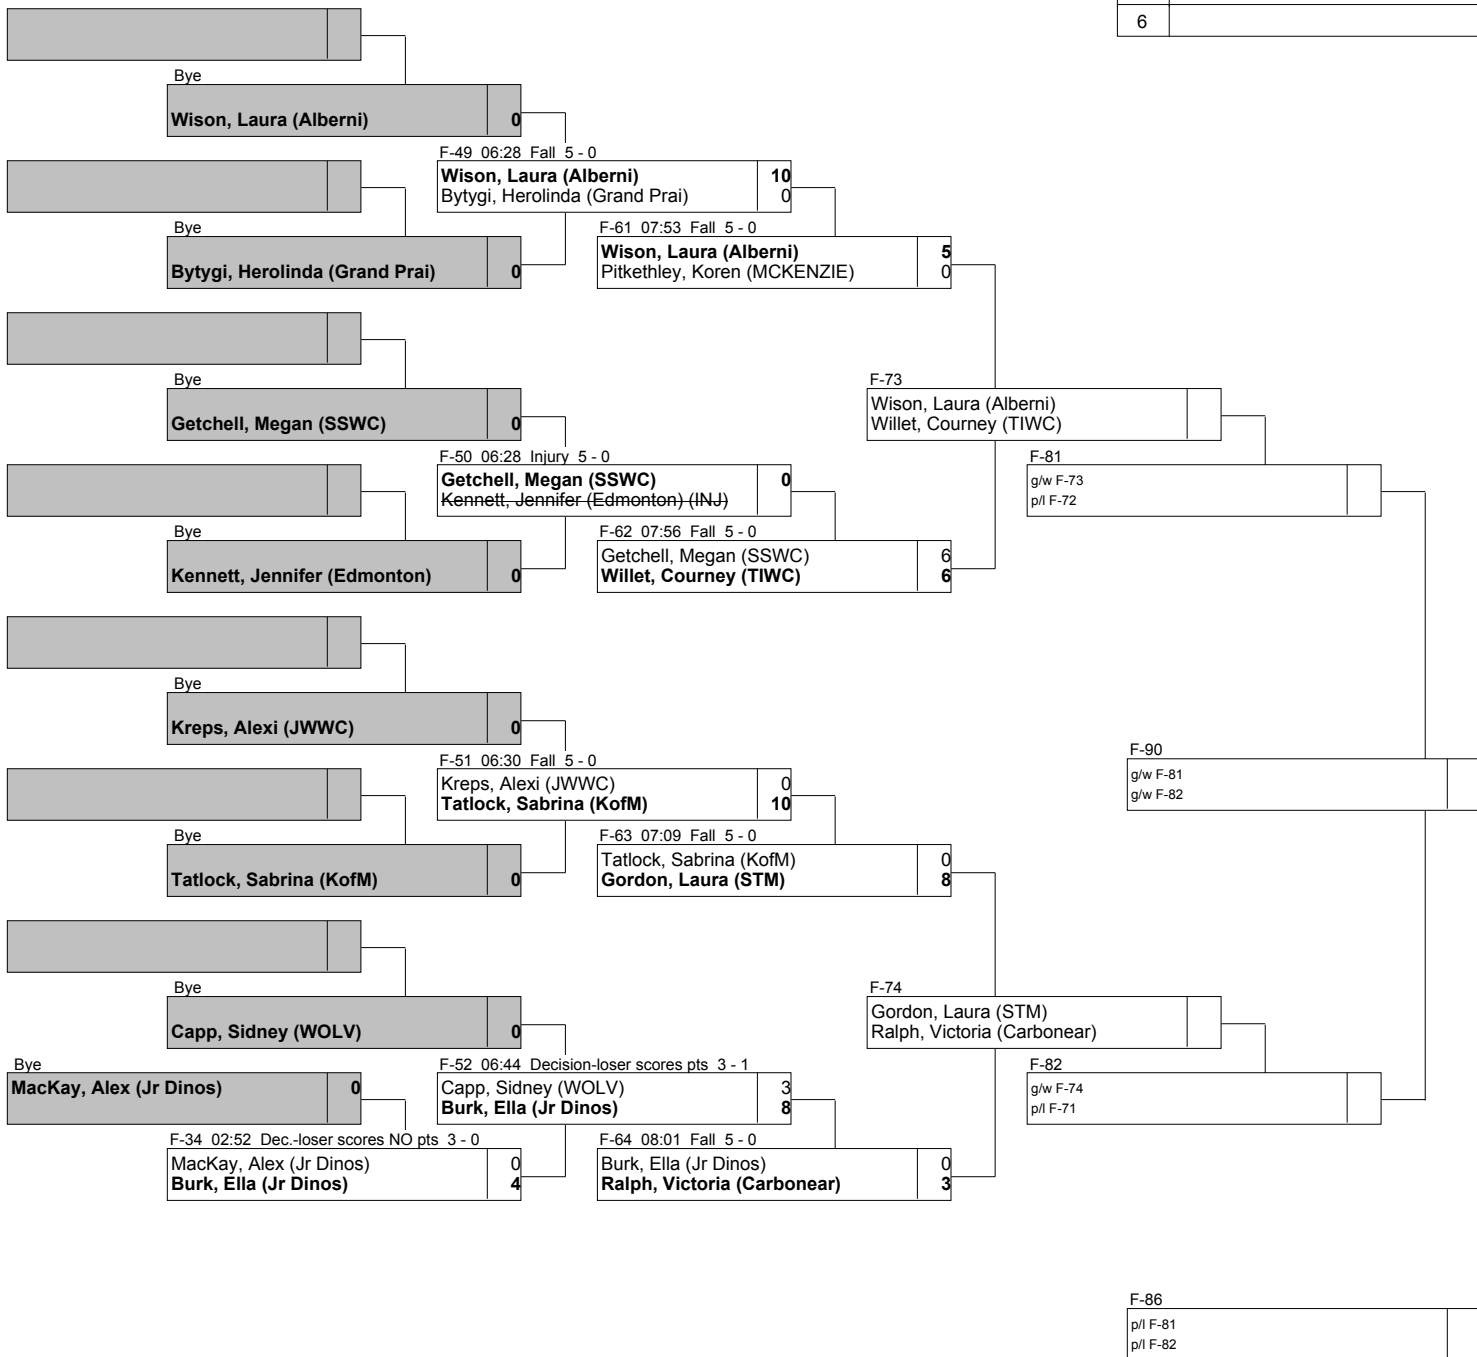 6
Bye
Wison, Laura (Alberni) 0
F-49 06:28 Fall 5 - 0
Wison, Laura (Alberni) 10
Bytygi, Herolinda (Grand Prai) 0
Bye
Bytygi, Herolinda (Grand Prai) 0
F-61 07:53 Fall 5 - 0
Wison, Laura (Alberni) 5
Pitkethley, Koren (MCKENZIE) 0
Bye
Getchell, Megan (SSWC) 0
F-73
Wison, Laura (Alberni)
Willet, Courney (TIWC)
F-50 06:28 Injury 5 - 0
Getchell, Megan (SSWC) 0
Kennett, Jennifer (Edmonton) (INJ)
F-81
g/w F-73
p/l F-72
Bye
Kennett, Jennifer (Edmonton) 0
F-62 07:56 Fall 5 - 0
Getchell, Megan (SSWC) 6
Willet, Courney (TIWC) 6
Bye
Kreps, Alexi (JWWC) 0
F-51 06:30 Fall 5 - 0
Kreps, Alexi (JWWC) 0
Tatlock, Sabrina (KofM) 10
F-90
g/w F-81
g/w F-82
Bye
Tatlock, Sabrina (KofM) 0
F-63 07:09 Fall 5 - 0
Tatlock, Sabrina (KofM) 0
Gordon, Laura (STM) 8
Bye
Capp, Sidney (WOLV) 0
F-74
Gordon, Laura (STM)
Ralph, Victoria (Carbonear)
Bye
MacKay, Alex (Jr Dinos) 0
F-52 06:44 Decision-loser scores pts 3 - 1
Capp, Sidney (WOLV) 3
Burk, Ella (Jr Dinos) 8
F-82
g/w F-74
p/l F-71
F-34 02:52 Dec.-loser scores NO pts 3 - 0
MacKay, Alex (Jr Dinos) 0
Burk, Ella (Jr Dinos) 4
F-64 08:01 Fall 5 - 0
Burk, Ella (Jr Dinos) 0
Ralph, Victoria (Carbonear) 3
F-86
p/l F-81
p/l F-82